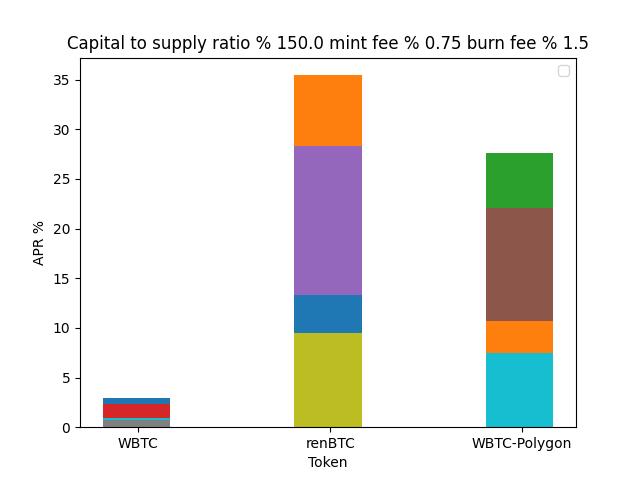 Capital to supply ratio % 150.0 mint fee % 0.75 burn fee % 1.5
APR %
35
30
25
20
15
10
5
0
WBTC renBTC WBTC-Polygon
Token